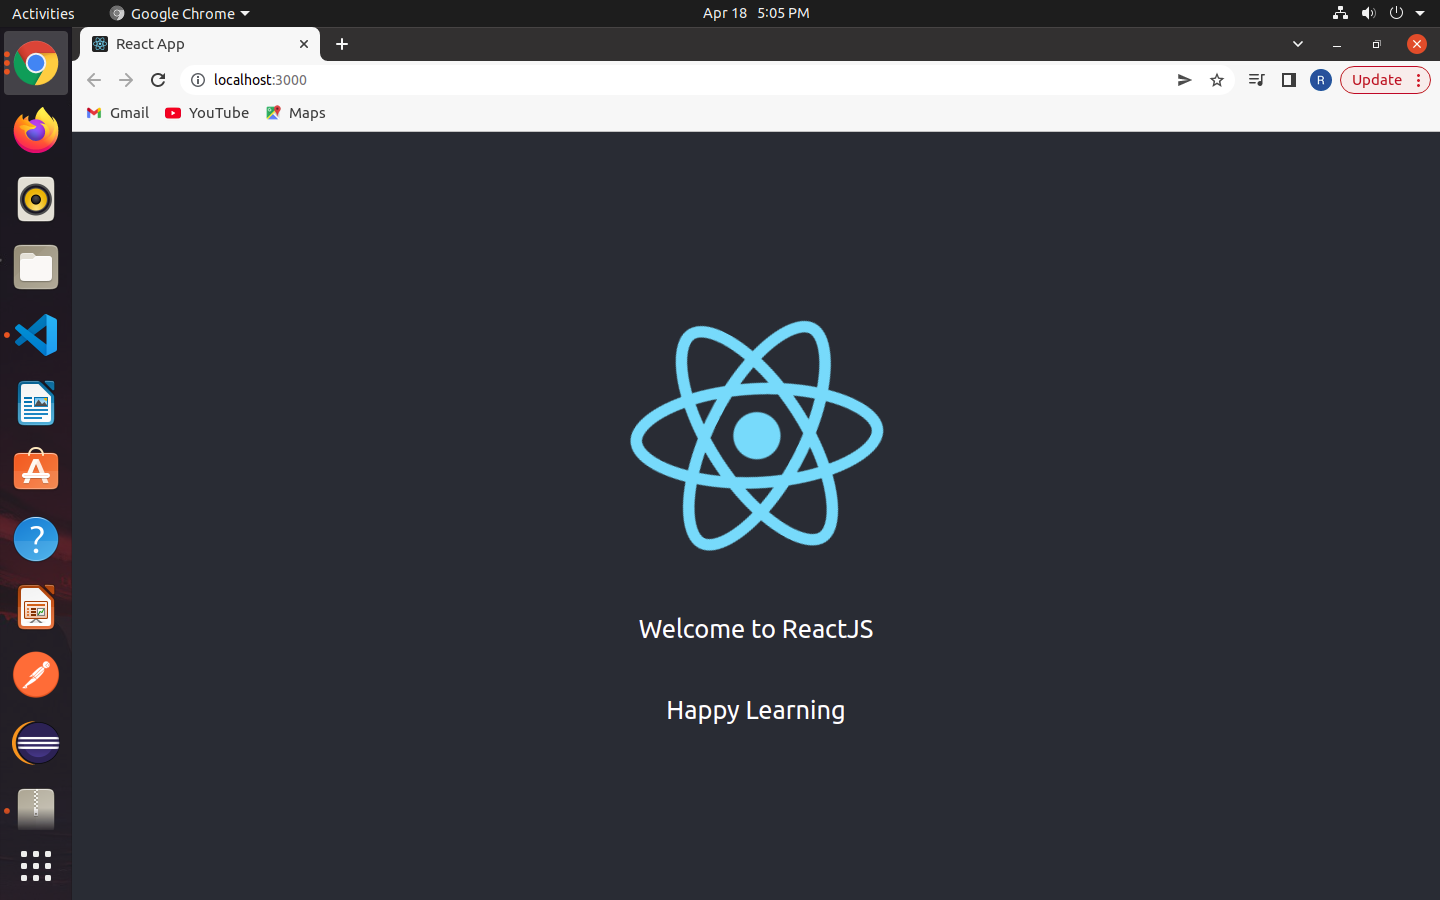 Activities
Google Chrome
Apr 18 5:05 PM
React App
localhost:3000
R
Update
Gmail
YouTube
Maps
Welcome to ReactJS
Happy Learning